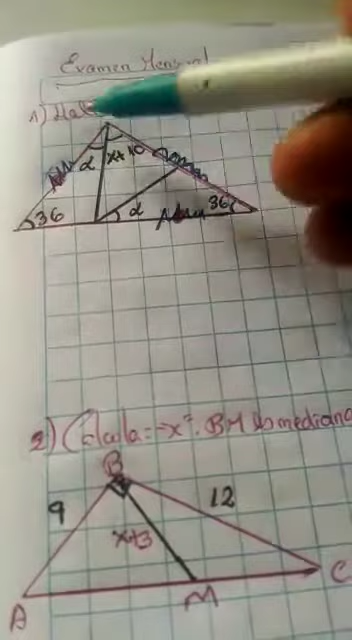 Examen Mensual
1) Hal
α x+10
36 α 36
2) Calcula = "x". BM es mediana
B
9 12
x+3
A M C